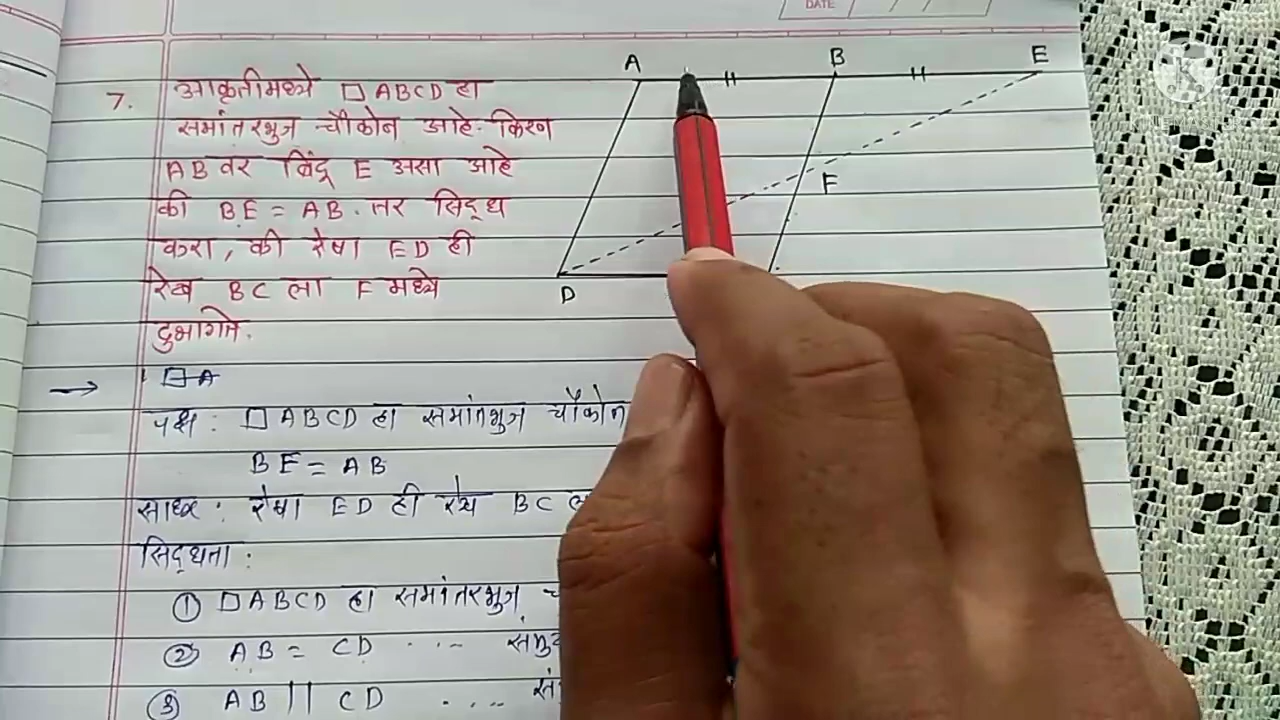 DATE
7. आकृतीमध्ये □ ABCD हा
समांतरभुज चौकोन आहे. किरण
AB वर बिंदू E असा आहे
की BE = AB. तर सिद्ध
करा, की रेषा ED ही
रेख BC ला F मध्ये
दुभागते.
A B E
F
D
→ □ A
पक्ष : □ ABCD हा समांतभुज चौकोन
BE = AB
साध्य : रेषा ED ही रेख BC
सिद्धता :
① □ABCD हा समांतरभुज
② AB = CD ....
③ AB || CD ....